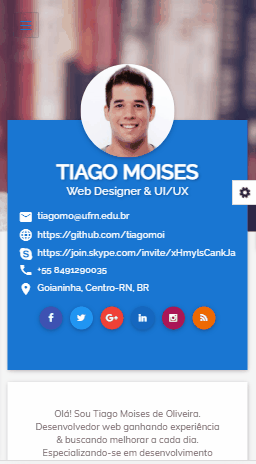 TIAGO MOISES
Web Designer & UI/UX
tiagomo@ufrn.edu.br
https://github.com/tiagomoi
https://join.skype.com/invite/xHmyIsCankJa
+55 8491290035
Goianinha, Centro-RN, BR
Olá! Sou Tiago Moises de Oliveira.
Desenvolvedor web ganhando experiência
& buscando melhorar a cada dia.
Especializando-se em desenvolvimento